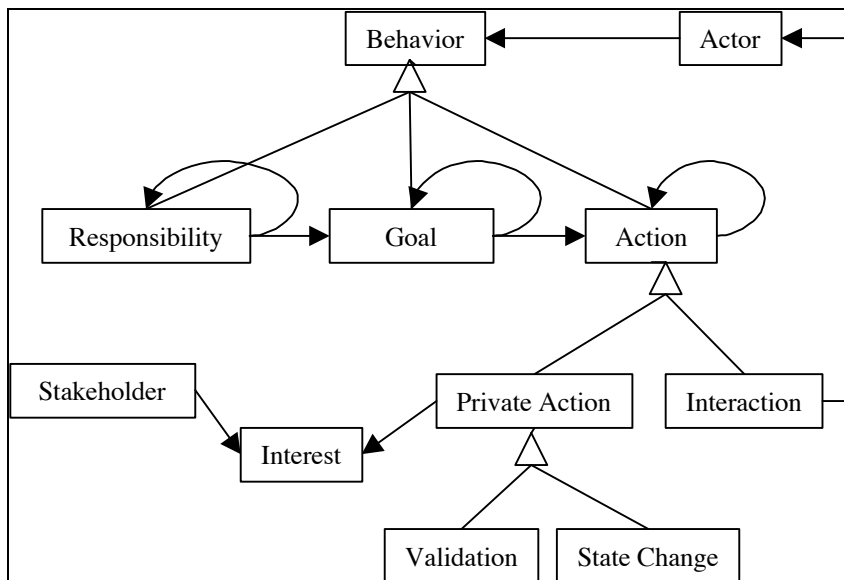 Behavior
Actor
Responsibility
Goal
Action
Stakeholder
Private Action
Interaction
Interest
Validation
State Change